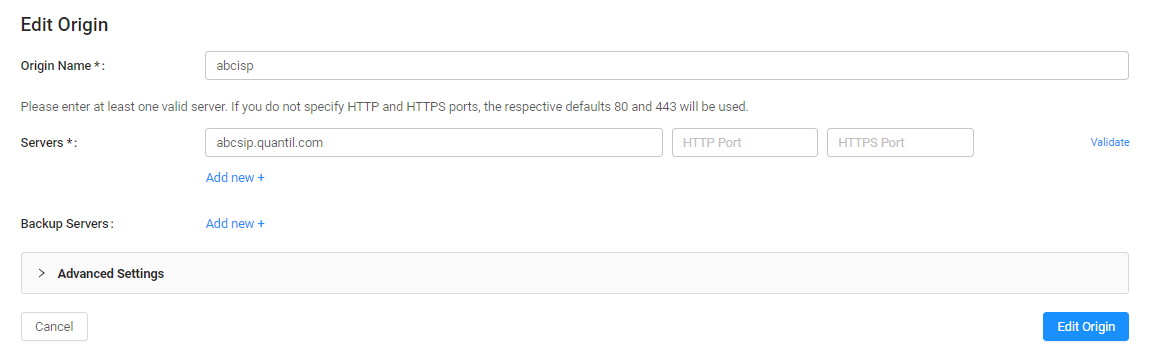 Edit Origin
Origin Name * : abcisp
Please enter at least one valid server. If you do not specify HTTP and HTTPS ports, the respective defaults 80 and 443 will be used.
Servers * : abcsip.quantil.com HTTP Port HTTPS Port Validate
Add new +
Backup Servers : Add new +
Advanced Settings
Cancel Edit Origin